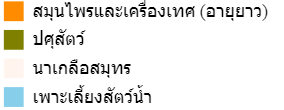 สมุนไพรและเครื่องเทศ (อายุยาว)
ปศุสัตว์
นาเกลือสมุทร
เพาะเลี้ยงสัตว์น้ำ